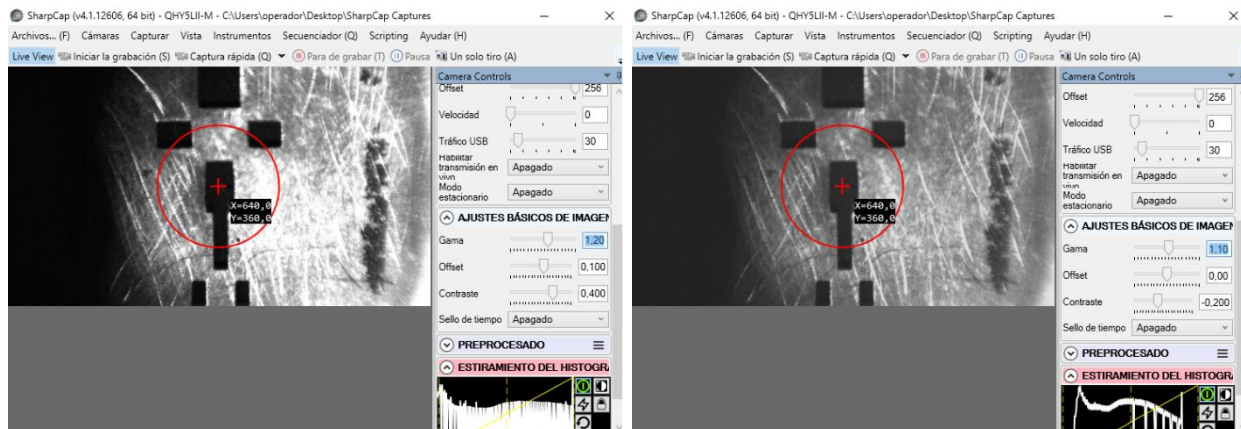 SharpCap (v4.1.12606, 64 bit) - QHY5LII-M - C:\Users\operador\Desktop\SharpCap Captures
Archivos... (F) Cámaras Capturar Vista Instrumentos Secuenciador (Q) Scripting Ayudar (H)
Live View Iniciar la grabación (S) Captura rápida (Q) Para de grabar (T) Pausa Un solo tiro (A)
Camera Controls
Offset 256
Velocidad 0
Tráfico USB 30
Habilitar
transmisión en Apagado
vivo
Modo
estacionario Apagado
X=640,0
Y=360,0
AJUSTES BÁSICOS DE IMAGEN
Gama 1,20
Offset 0,100
Contraste 0,400
Sello de tiempo Apagado
PREPROCESADO
ESTIRAMIENTO DEL HISTOGRA
SharpCap (v4.1.12606, 64 bit) - QHY5LII-M - C:\Users\operador\Desktop\SharpCap Captures
Archivos... (F) Cámaras Capturar Vista Instrumentos Secuenciador (Q) Scripting Ayudar (H)
Live View Iniciar la grabación (S) Captura rápida (Q) Para de grabar (T) Pausa Un solo tiro (A)
Camera Controls
Offset 256
Velocidad 0
Tráfico USB 30
Habilitar
transmisión en Apagado
vivo
Modo
estacionario Apagado
X=640,0
Y=360,0
AJUSTES BÁSICOS DE IMAGEN
Gama 1,10
Offset 0,00
Contraste -0,200
Sello de tiempo Apagado
PREPROCESADO
ESTIRAMIENTO DEL HISTOGR